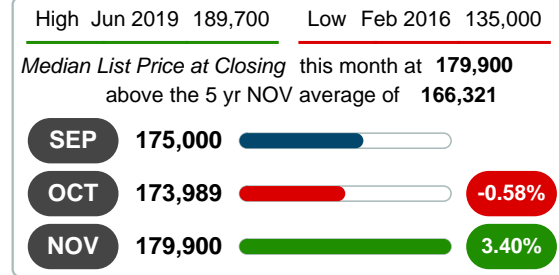 High Jun 2019 189,700 Low Feb 2016 135,000
Median List Price at Closing this month at 179,900
above the 5 yr NOV average of 166,321
SEP 175,000
OCT 173,989 -0.58%
NOV 179,900 3.40%